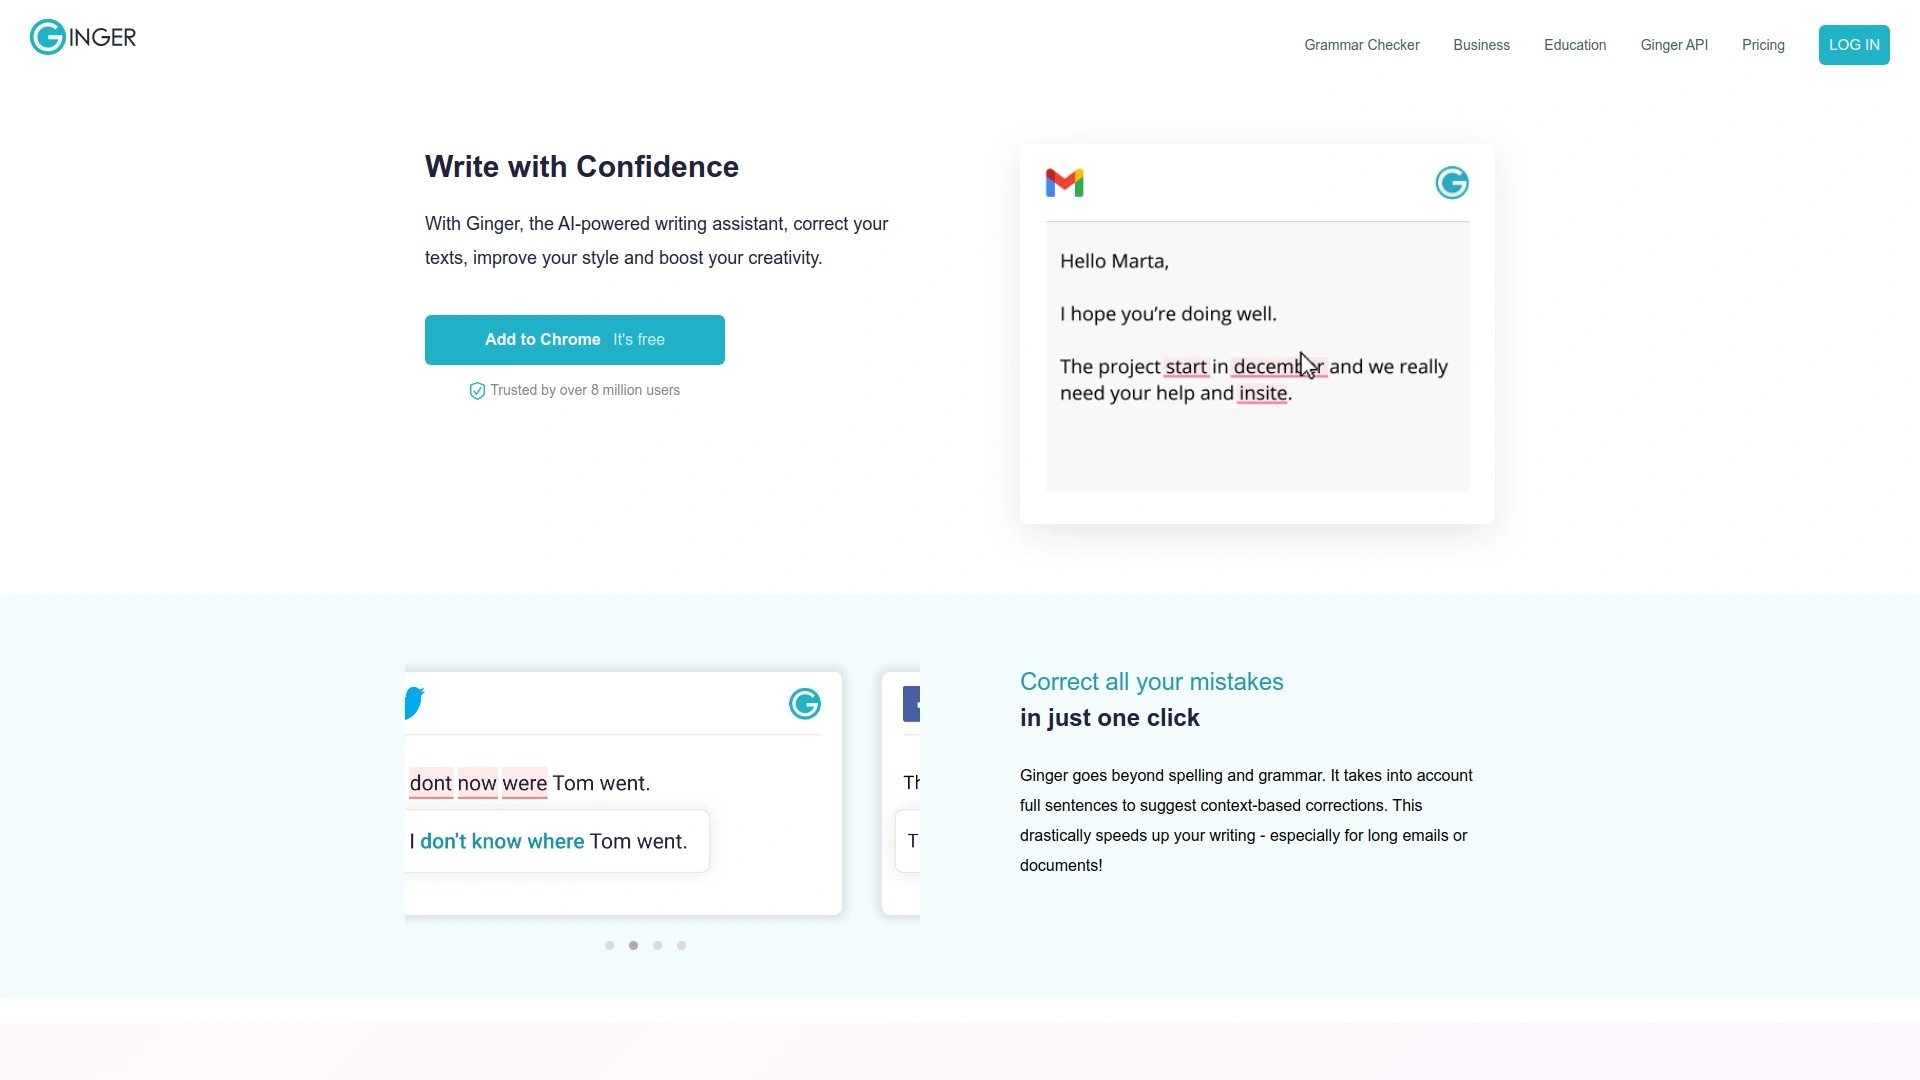 GINGER
Grammar Checker
Business
Education
Ginger API
Pricing
LOG IN
Write with Confidence
With Ginger, the AI-powered writing assistant, correct your
texts, improve your style and boost your creativity.
Add to Chrome It's free
Trusted by over 8 million users
Hello Marta,
I hope you’re doing well.
The project start in december and we really
need your help and insite.
dont now were Tom went.
I don’t know where Tom went.
Correct all your mistakes
in just one click
Ginger goes beyond spelling and grammar. It takes into account
full sentences to suggest context-based corrections. This
drastically speeds up your writing - especially for long emails or
documents!